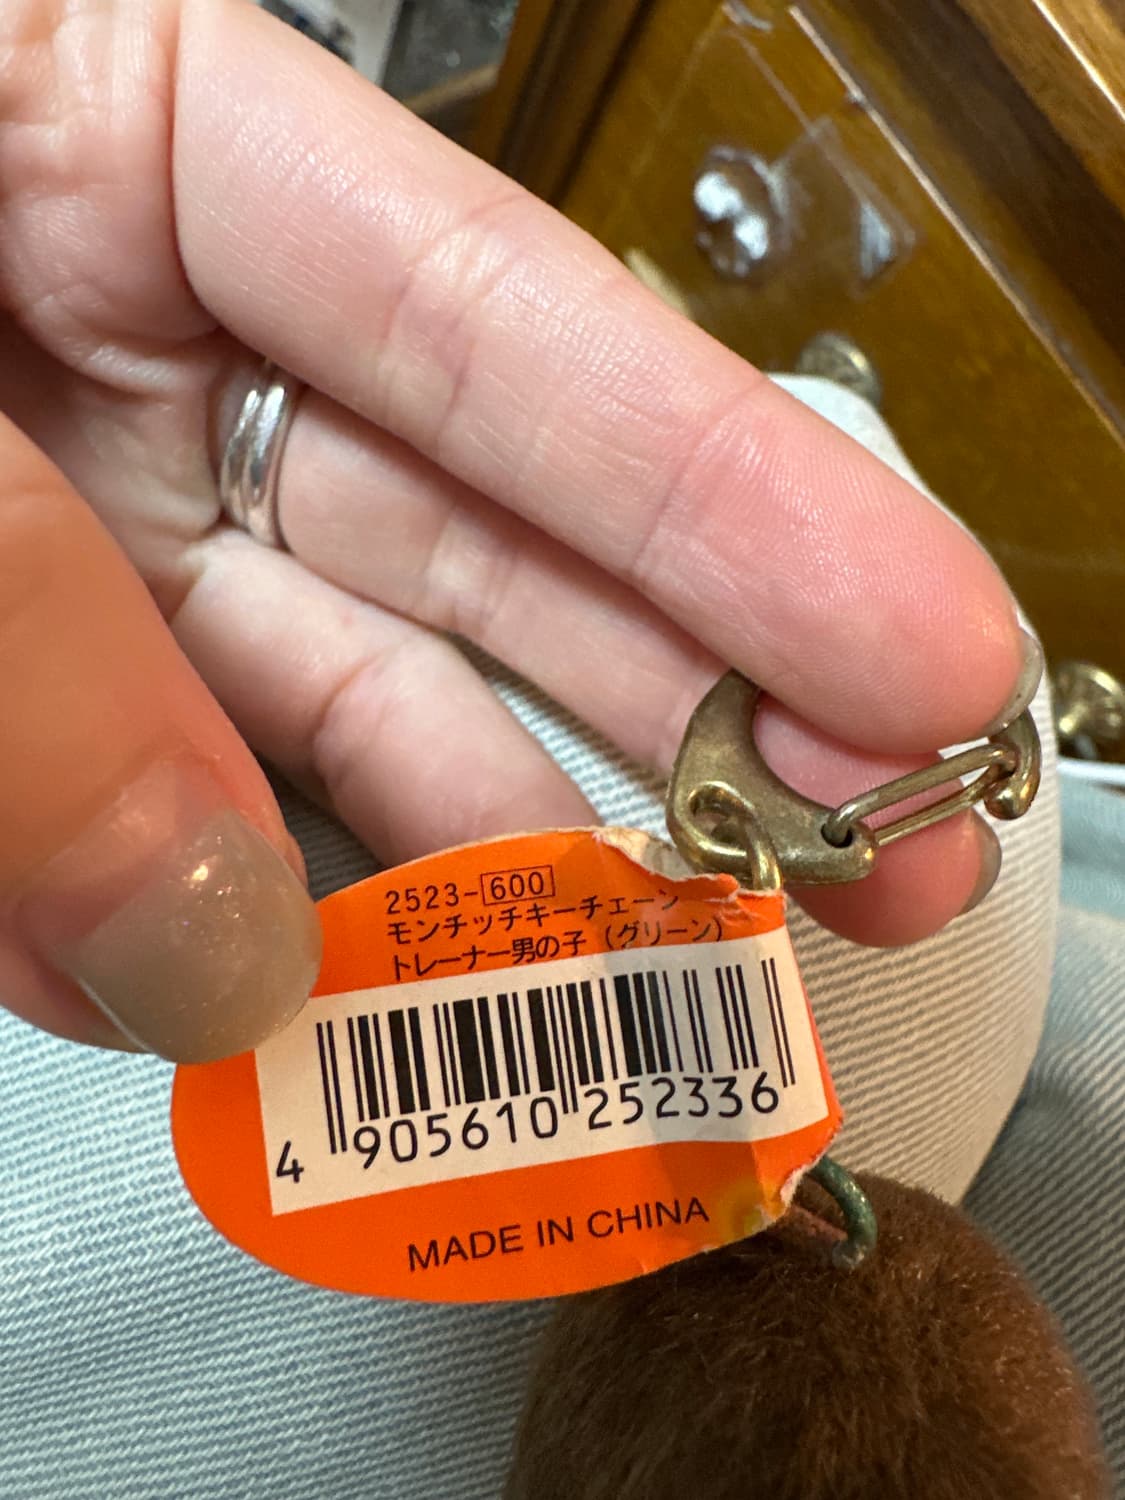 2523-600
モンチッチキーチェーン
トレーナー男の子（グリーン）
4 905610 252336
MADE IN CHINA